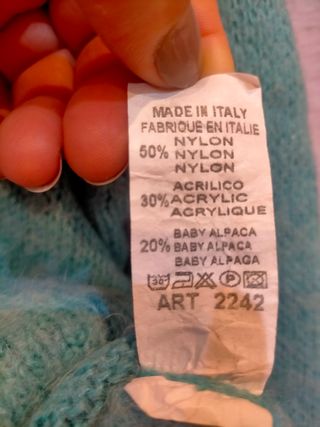 MADE IN ITALY
FABRIQUE EN ITALIE
NYLON
50% NYLON
NYLON
ACRILICO
30% ACRYLIC
ACRYLIQUE
BABY ALPACA
20% BABY ALPACA
BABY ALPAGA
30
P
ART 2242